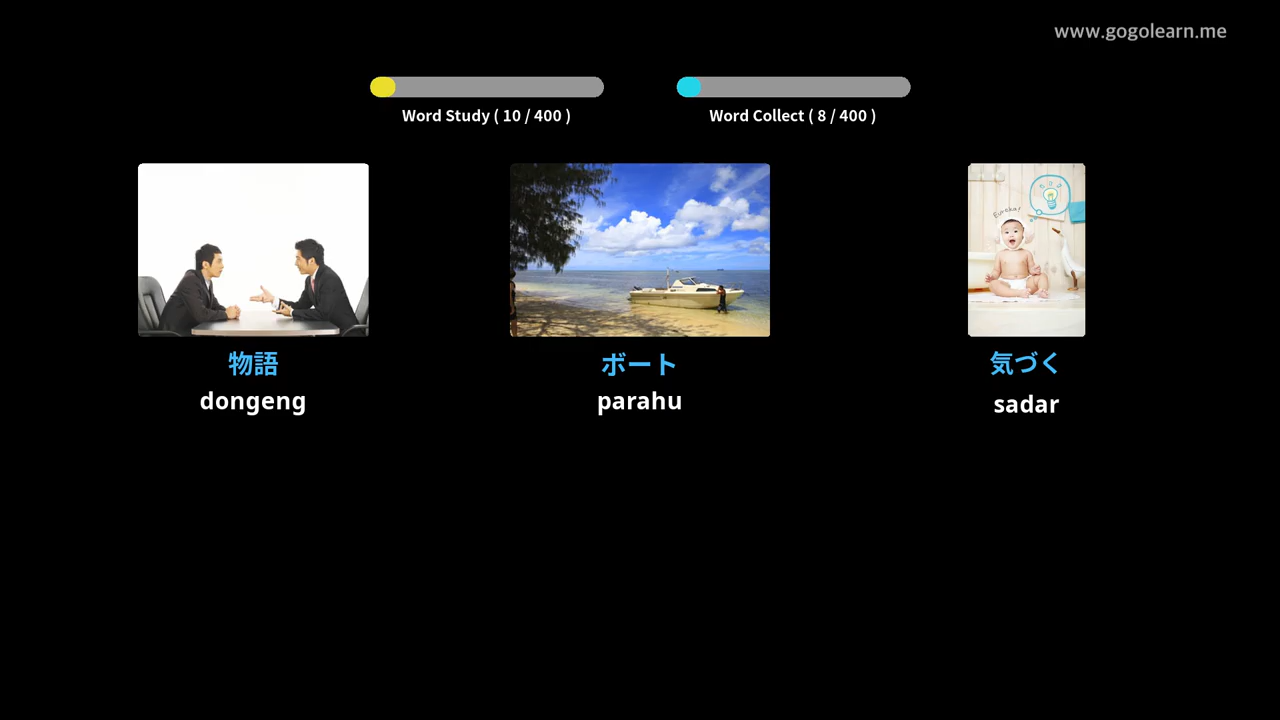 www.gogolearn.me
Word Study ( 10 / 400 )
Word Collect ( 8 / 400 )
Eureka!
物語
ボート
気づく
dongeng
parahu
sadar